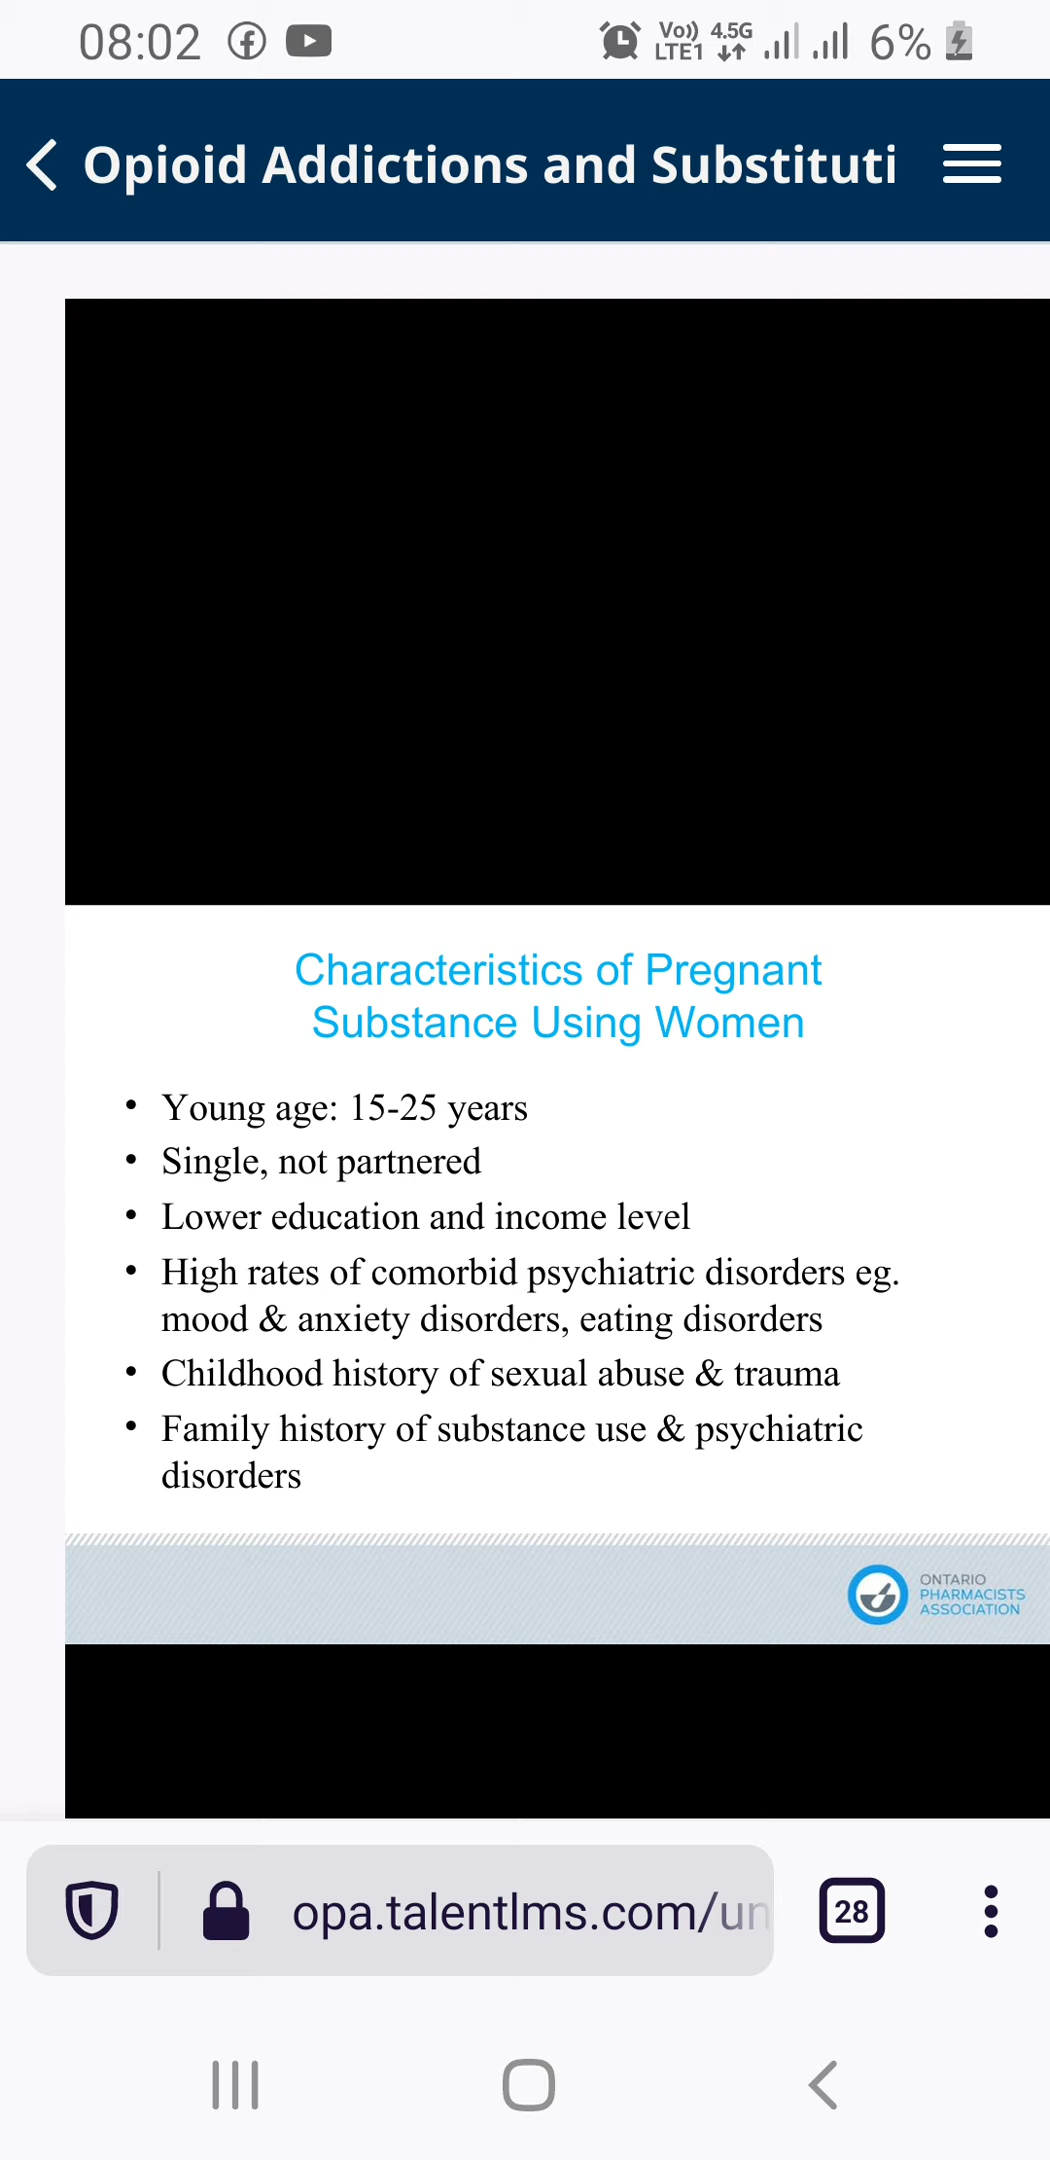 08:02 Vo)) 4.5G 6%
LTE1
Opioid Addictions and Substituti
Characteristics of Pregnant
Substance Using Women
• Young age: 15-25 years
• Single, not partnered
• Lower education and income level
• High rates of comorbid psychiatric disorders eg.
mood & anxiety disorders, eating disorders
• Childhood history of sexual abuse & trauma
• Family history of substance use & psychiatric
disorders
ONTARIO
PHARMACISTS
ASSOCIATION
opa.talentlms.com/un
28